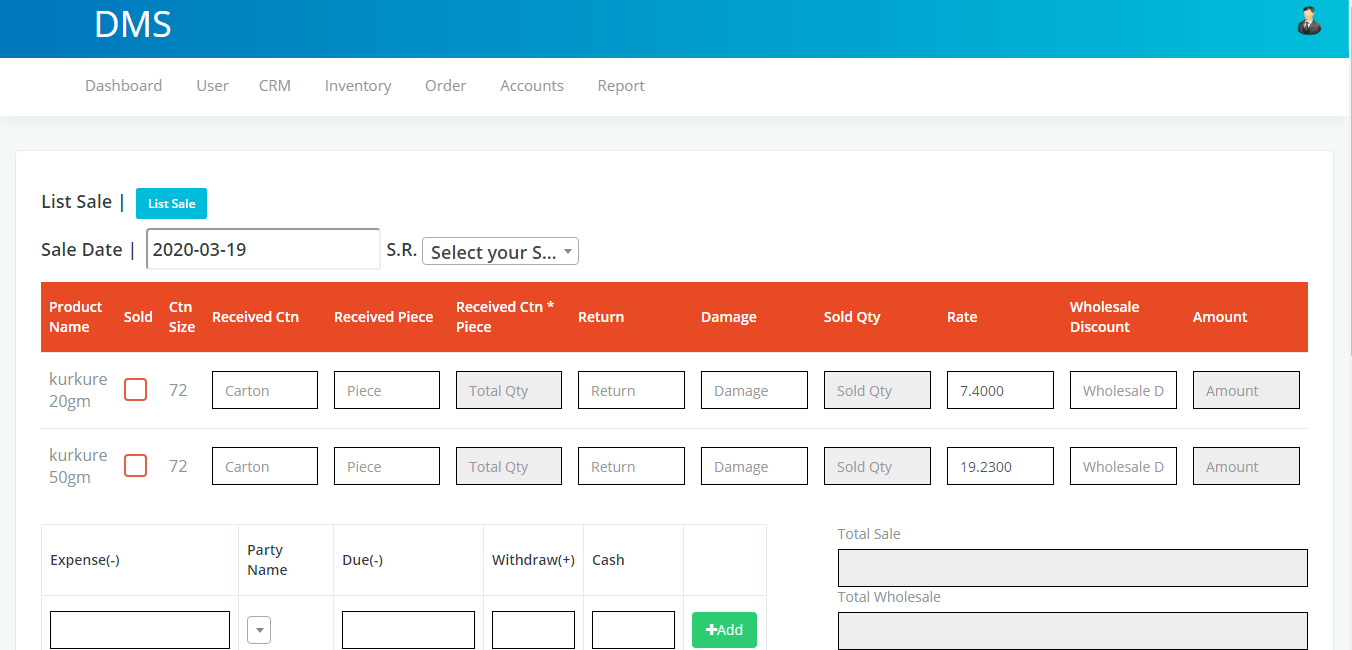 DMS
Dashboard User CRM Inventory Order Accounts Report
List Sale | List Sale
Sale Date | 2020-03-19 S.R. Select your S...
Product Name Sold Ctn Size Received Ctn Received Piece Received Ctn * Piece Return Damage Sold Qty Rate Wholesale Discount Amount
kurkure 20gm 72 Carton Piece Total Qty Return Damage Sold Qty 7.4000 Wholesale D Amount
kurkure 50gm 72 Carton Piece Total Qty Return Damage Sold Qty 19.2300 Wholesale D Amount
Expense(-) Party Name Due(-) Withdraw(+) Cash
+Add
Total Sale
Total Wholesale